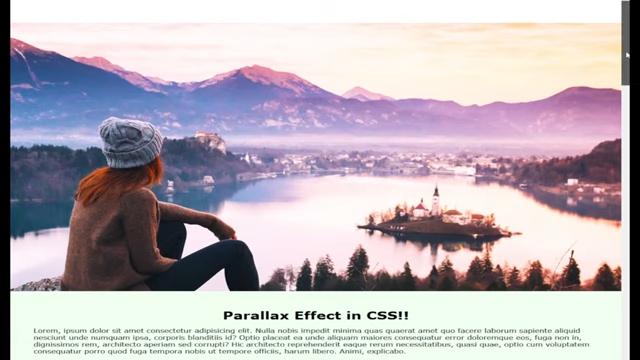 Parallax Effect in CSS!!
Lorem, ipsum dolor sit amet consectetur adipisicing elit. Nulla nobis impedit minima quas quaerat amet quo facere laborum sapiente aliquid
nesciunt unde numquam ipsa, corporis blanditiis id? Optio placeat ea unde aliquam maiores consequatur error doloremque eos, fuga non in,
dignissimos rem, architecto aperiam sed corrupti? Hic architecto reprehenderit eaque rerum necessitatibus, quasi quae, optio cum consectetur
consequatur porro quod fuga tempora nobis ut tempore officiis, harum libero. Animi, explicabo.